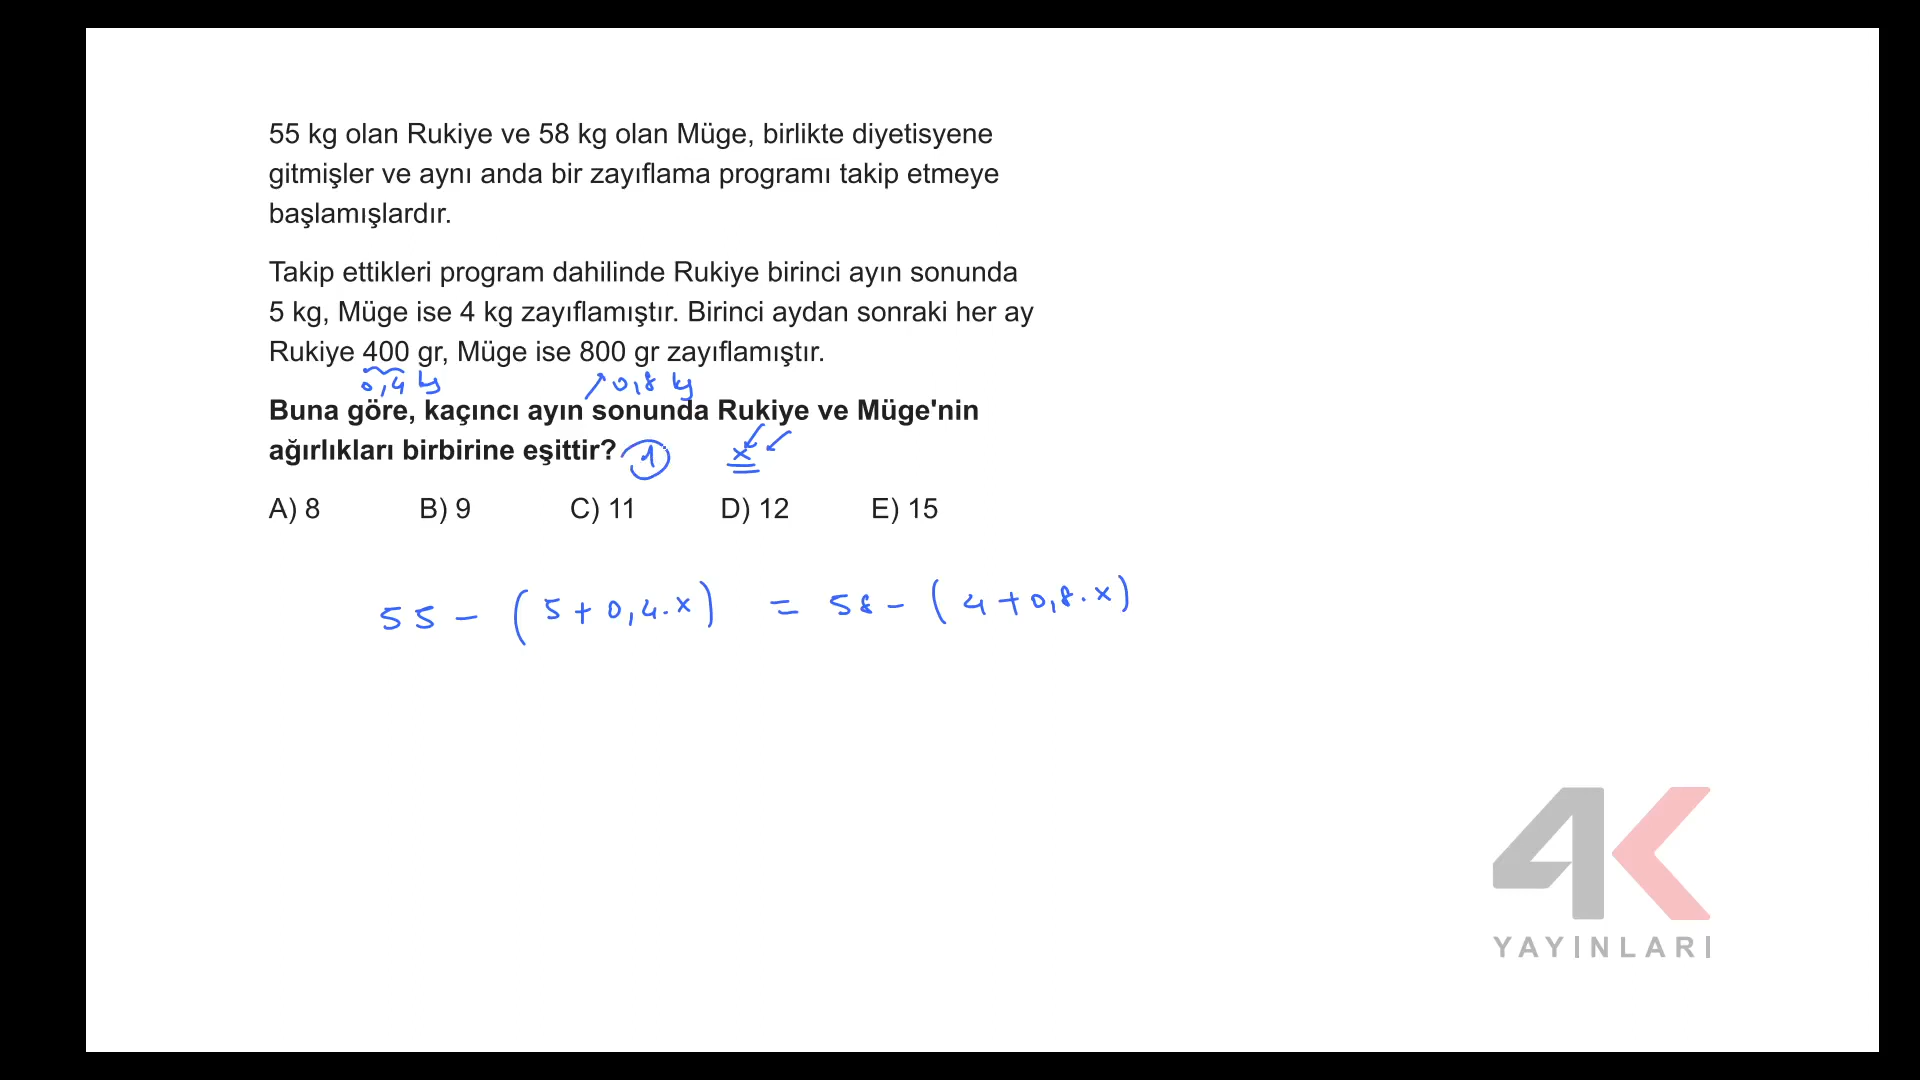 55 kg olan Rukiye ve 58 kg olan Müge, birlikte diyetisyene
gitmişler ve aynı anda bir zayıflama programı takip etmeye
başlamışlardır.
Takip ettikleri program dahilinde Rukiye birinci ayın sonunda
5 kg, Müge ise 4 kg zayıflamıştır. Birinci aydan sonraki her ay
Rukiye 400 gr, Müge ise 800 gr zayıflamıştır.
0,4 kg 0,8 kg
Buna göre, kaçıncı ayın sonunda Rukiye ve Müge'nin
ağırlıkları birbirine eşittir? 1 x
A) 8 B) 9 C) 11 D) 12 E) 15
55 - (5 + 0,4.x) = 58 - (4 + 0,8.x)
4K
YAYINLARI